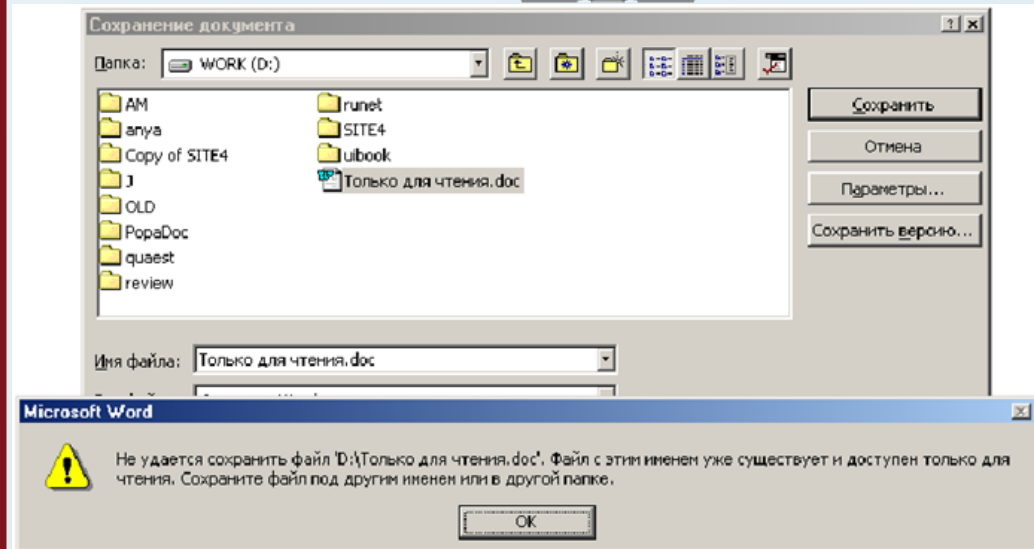 Сохранение документа
Папка: WORK (D:)
AM
anya
Copy of SITE4
J
OLD
PopaDoc
quaest
review
runet
SITE4
uibook
Только для чтения.doc
Сохранить
Отмена
Параметры...
Сохранить версию...
Имя файла: Только для чтения.doc
Microsoft Word
Не удается сохранить файл 'D:\Только для чтения.doc'. Файл с этим именем уже существует и доступен только для
чтения. Сохраните файл под другим именем или в другой папке.
OK